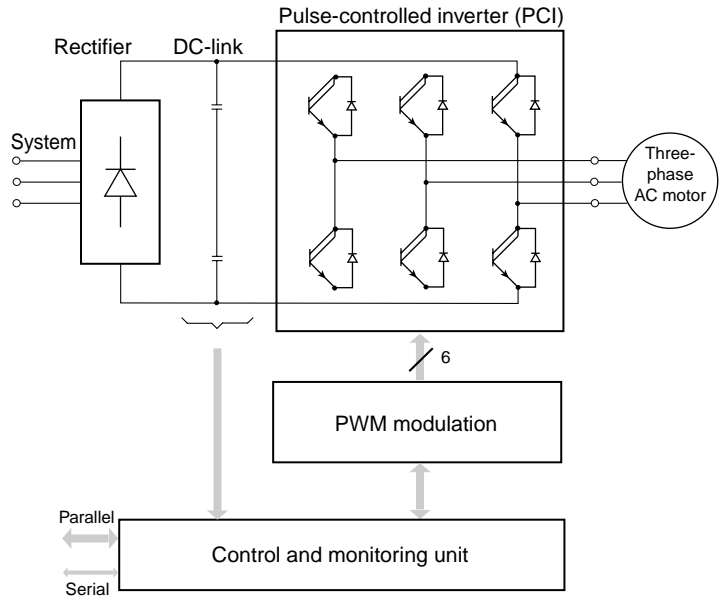 Pulse-controlled inverter (PCI)
Rectifier
DC-link
System
Three-
phase
AC motor
6
PWM modulation
Parallel
Control and monitoring unit
Serial